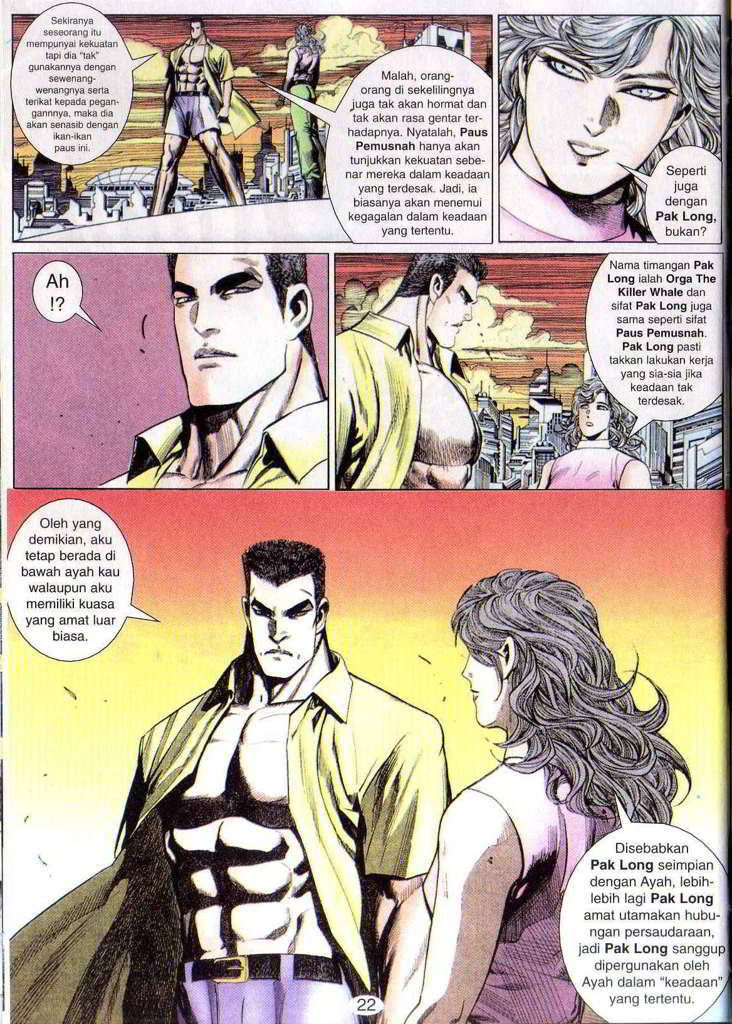 Sekiranya
seseorang itu
mempunyai kekuatan
tapi dia "tak"
gunakannya dengan
sewenang-
wenangnya serta
terikat kepada pegan-
gannnya, maka dia
akan senasib dengan
ikan-ikan
paus ini.
Malah, orang-
orang di sekelilingnya
juga tak akan hormat dan
tak akan rasa gentar ter-
hadapnya. Nyatalah, Paus
Pemusnah hanya akan
tunjukkan kekuatan sebe-
nar mereka dalam keadaan
yang terdesak. Jadi, ia
biasanya akan menemui
kegagalan dalam keadaan
yang tertentu.
Seperti
juga
dengan
Pak Long,
bukan?
Ah
!?
Nama timangan Pak
Long ialah Orga The
Killer Whale dan
sifat Pak Long juga
sama seperti sifat
Paus Pemusnah.
Pak Long pasti
takkan lakukan kerja
yang sia-sia jika
keadaan tak
terdesak.
Oleh yang
demikian, aku
tetap berada di
bawah ayah kau
walaupun aku
memiliki kuasa
yang amat luar
biasa.
Disebabkan
Pak Long seimpian
dengan Ayah, lebih-
lebih lagi Pak Long
amat utamakan hubu-
ngan persaudaraan,
jadi Pak Long sanggup
dipergunakan oleh
Ayah dalam "keadaan"
yang tertentu.
22